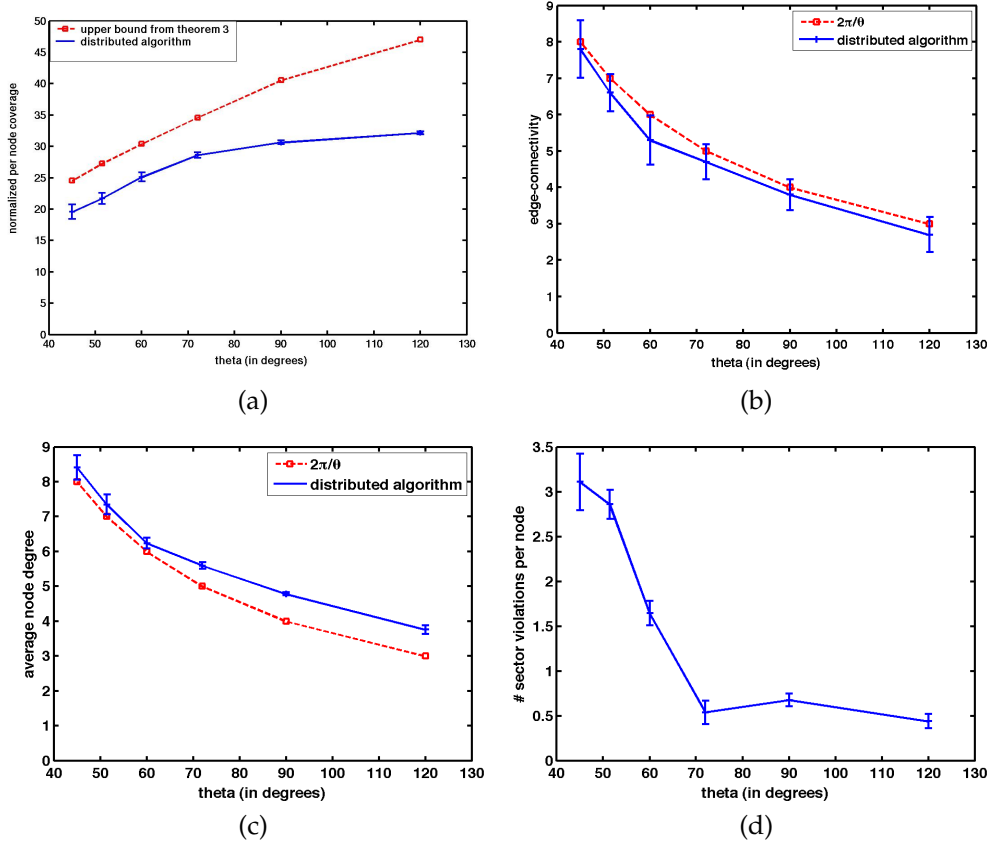 50
45
40
35
30
25
20
15
10
5
0
normalized per node coverage
upper bound from theorem 3
distributed algorithm
40 50 60 70 80 90 100 110 120 130
theta (in degrees)
(a)
9
8
7
6
5
4
3
2
1
0
edge-connectivity
2π/θ
distributed algorithm
40 50 60 70 80 90 100 110 120 130
theta (in degrees)
(b)
9
8
7
6
5
4
3
2
1
0
average node degree
2π/θ
distributed algorithm
40 50 60 70 80 90 100 110 120 130
theta (in degrees)
(c)
3.5
3
2.5
2
1.5
1
0.5
0
# sector violations per node
40 50 60 70 80 90 100 110 120 130
theta (in degrees)
(d)